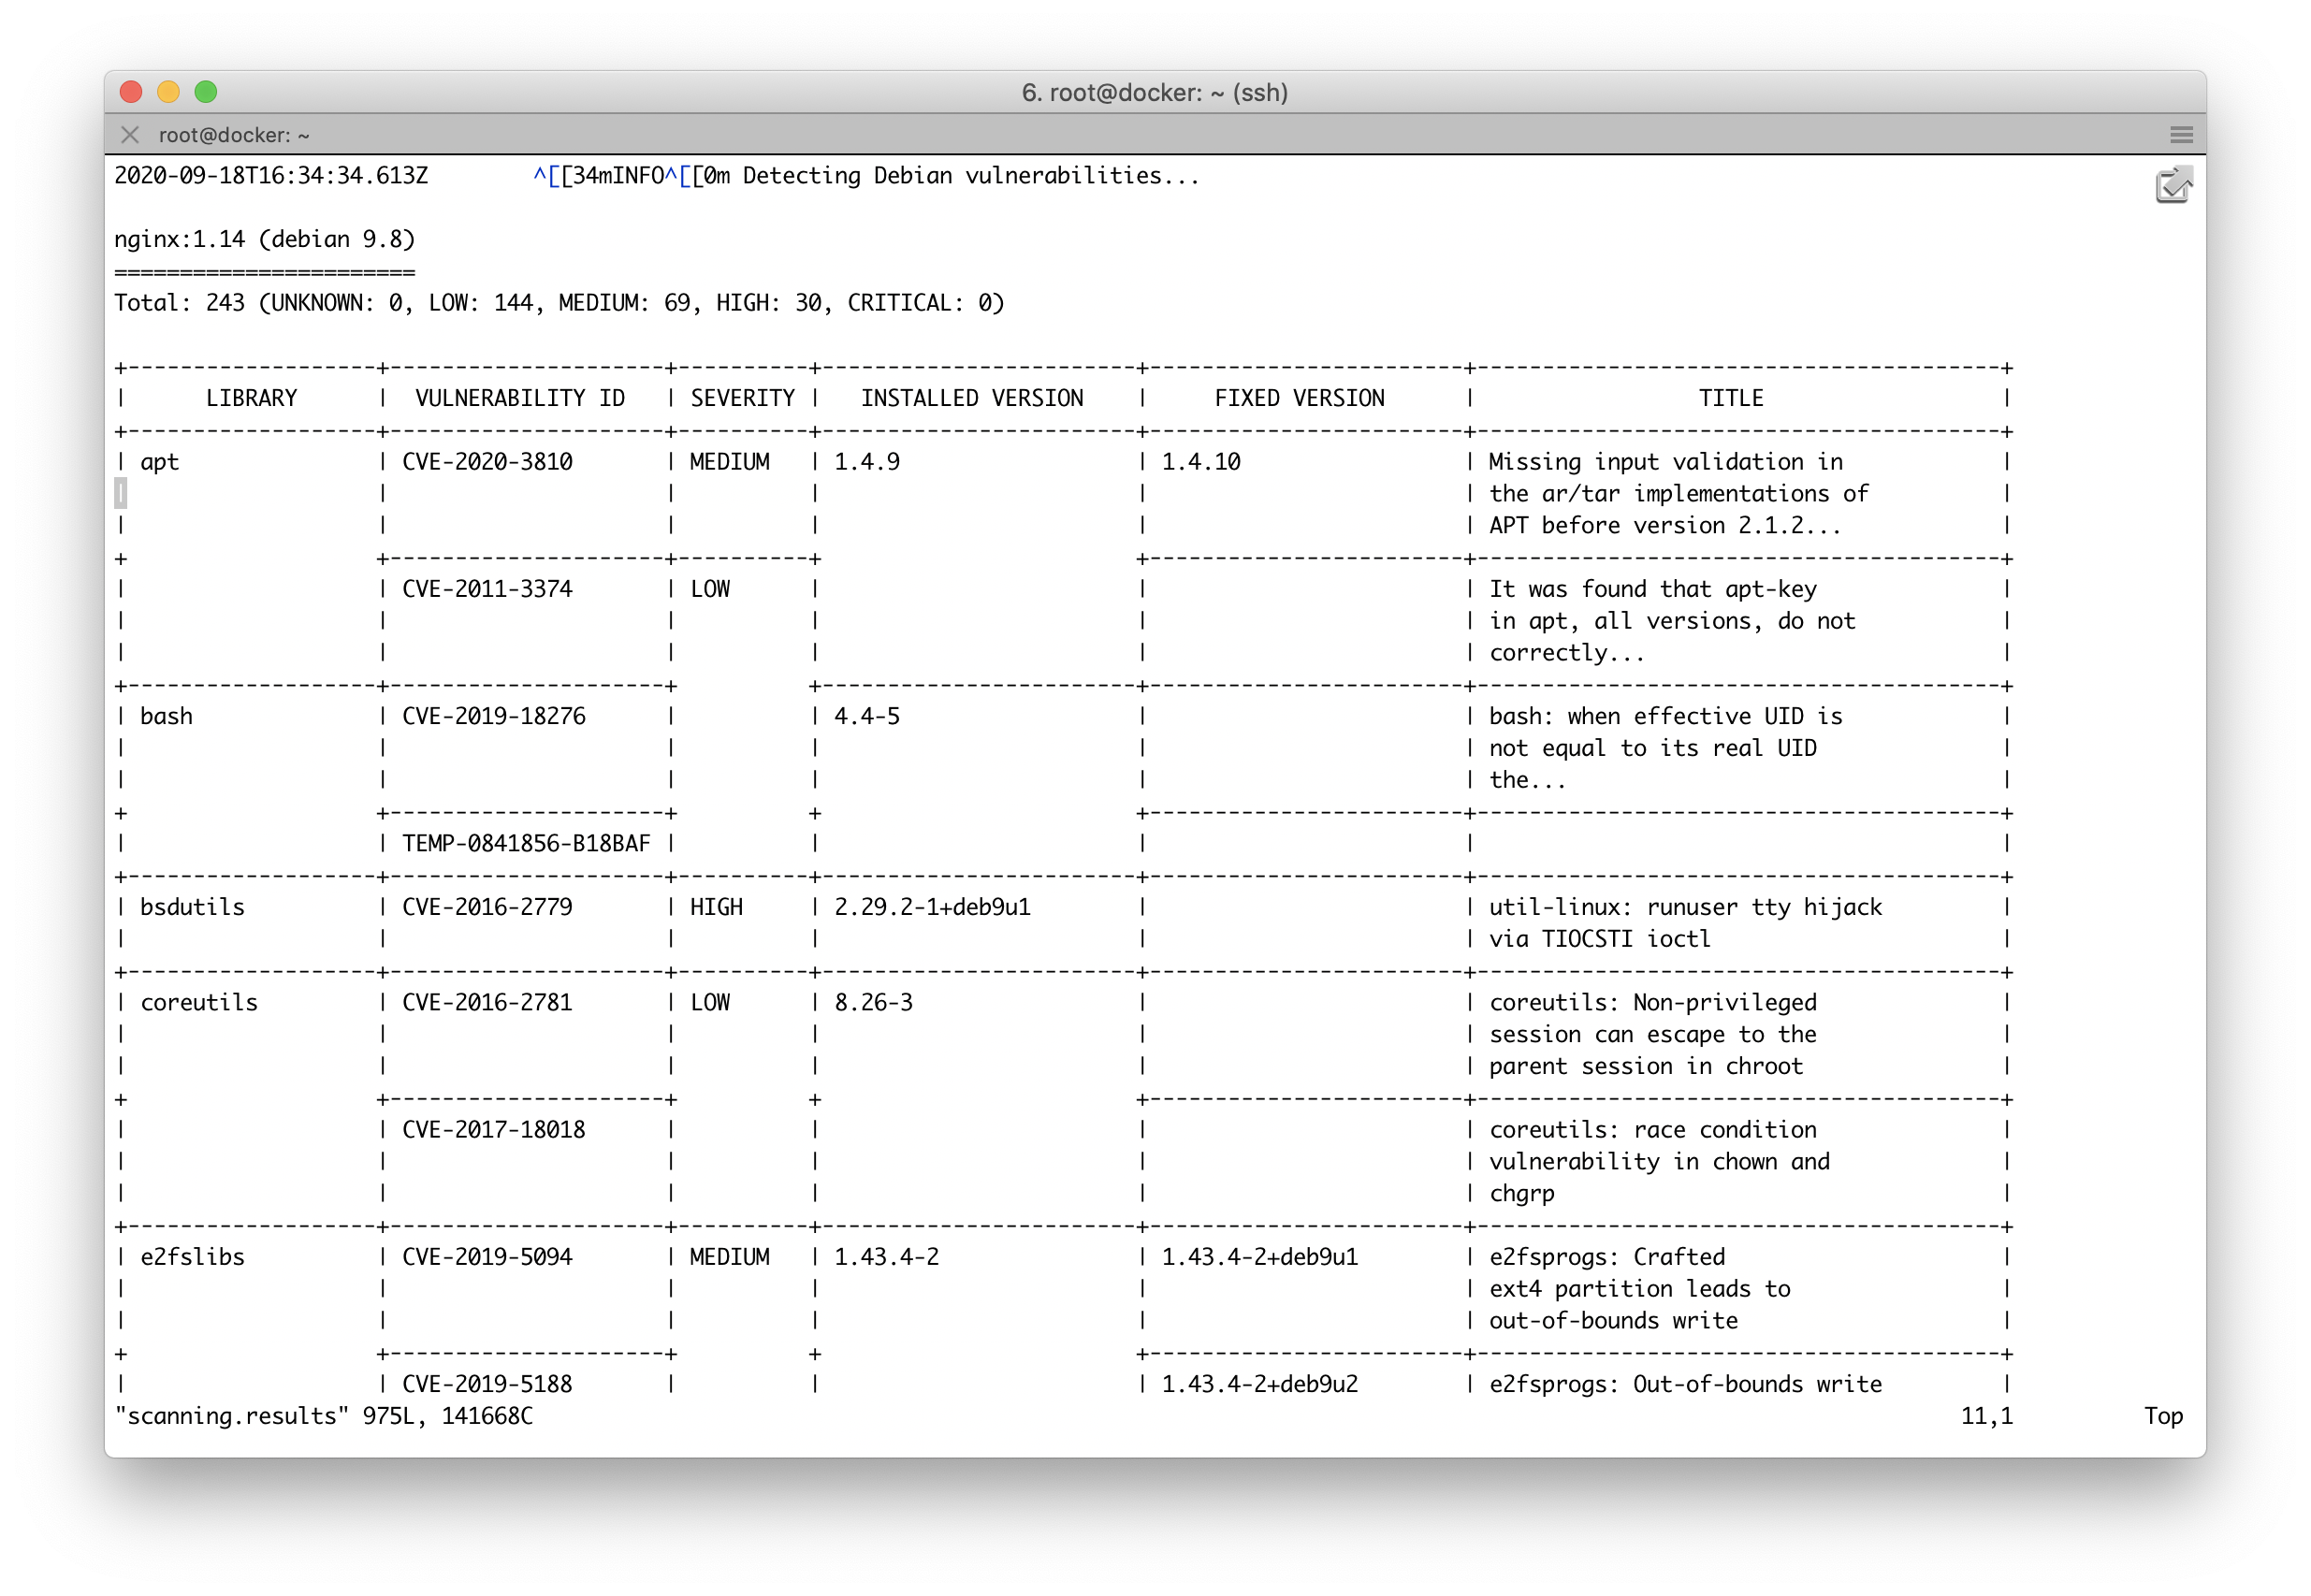 6. root@docker: ~ (ssh)
root@docker: ~
2020-09-18T16:34:34.613Z        ^[[34mINFO^[[0m Detecting Debian vulnerabilities...
nginx:1.14 (debian 9.8)
=======================
Total: 243 (UNKNOWN: 0, LOW: 144, MEDIUM: 69, HIGH: 30, CRITICAL: 0)
+-------------------+---------------------+----------+------------------------+------------------------+----------------------------------------+
|      LIBRARY      |  VULNERABILITY ID   | SEVERITY |   INSTALLED VERSION    |     FIXED VERSION      |                 TITLE                  |
+-------------------+---------------------+----------+------------------------+------------------------+----------------------------------------+
| apt               | CVE-2020-3810       | MEDIUM   | 1.4.9                  | 1.4.10                 | Missing input validation in            |
|                   |                     |          |                        |                        | the ar/tar implementations of          |
|                   |                     |          |                        |                        | APT before version 2.1.2...            |
+                   +---------------------+----------+                        +------------------------+----------------------------------------+
|                   | CVE-2011-3374       | LOW      |                        |                        | It was found that apt-key              |
|                   |                     |          |                        |                        | in apt, all versions, do not           |
|                   |                     |          |                        |                        | correctly...                           |
+-------------------+---------------------+          +------------------------+------------------------+----------------------------------------+
| bash              | CVE-2019-18276      |          | 4.4-5                  |                        | bash: when effective UID is            |
|                   |                     |          |                        |                        | not equal to its real UID              |
|                   |                     |          |                        |                        | the...                                 |
+                   +---------------------+          +                        +------------------------+----------------------------------------+
|                   | TEMP-0841856-B18BAF |          |                        |                        |                                        |
+-------------------+---------------------+----------+------------------------+------------------------+----------------------------------------+
| bsdutils          | CVE-2016-2779       | HIGH     | 2.29.2-1+deb9u1        |                        | util-linux: runuser tty hijack         |
|                   |                     |          |                        |                        | via TIOCSTI ioctl                      |
+-------------------+---------------------+----------+------------------------+------------------------+----------------------------------------+
| coreutils         | CVE-2016-2781       | LOW      | 8.26-3                 |                        | coreutils: Non-privileged              |
|                   |                     |          |                        |                        | session can escape to the              |
|                   |                     |          |                        |                        | parent session in chroot               |
+                   +---------------------+          +                        +------------------------+----------------------------------------+
|                   | CVE-2017-18018      |          |                        |                        | coreutils: race condition              |
|                   |                     |          |                        |                        | vulnerability in chown and             |
|                   |                     |          |                        |                        | chgrp                                  |
+-------------------+---------------------+----------+------------------------+------------------------+----------------------------------------+
| e2fslibs          | CVE-2019-5094       | MEDIUM   | 1.43.4-2               | 1.43.4-2+deb9u1        | e2fsprogs: Crafted                     |
|                   |                     |          |                        |                        | ext4 partition leads to                |
|                   |                     |          |                        |                        | out-of-bounds write                    |
+                   +---------------------+          +                        +------------------------+----------------------------------------+
|                   | CVE-2019-5188       |          |                        | 1.43.4-2+deb9u2        | e2fsprogs: Out-of-bounds write         |
"scanning.results" 975L, 141668C                                        11,1          Top